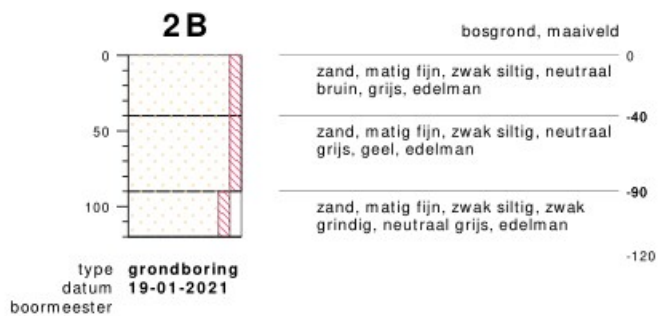 2B
bosgrond, maaiveld
0
0
zand, matig fijn, zwak siltig, neutraal
bruin, grijs, edelman
-40
50
zand, matig fijn, zwak siltig, neutraal
grijs, geel, edelman
-90
100
zand, matig fijn, zwak siltig, zwak
grindig, neutraal grijs, edelman
-120
type grondboring
datum 19-01-2021
boormeester